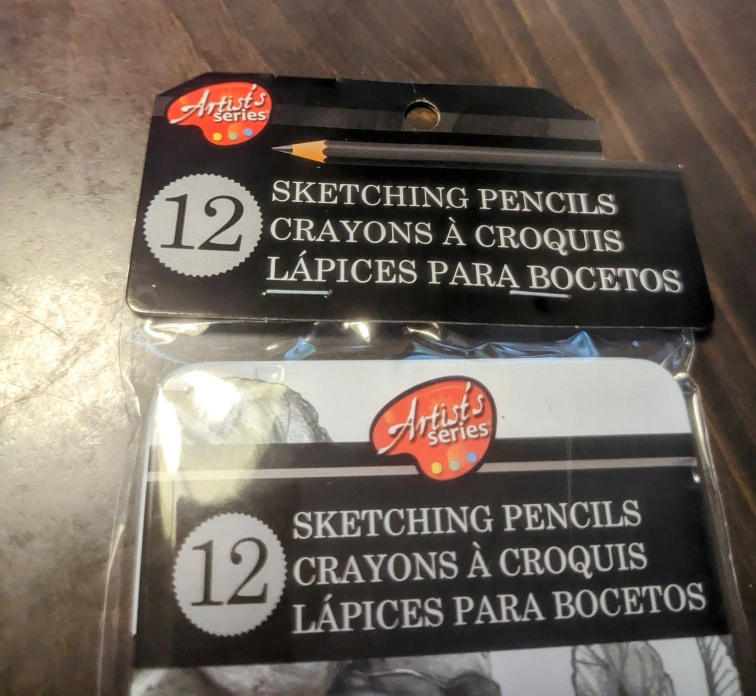 Artist's
series
12
SKETCHING PENCILS
CRAYONS À CROQUIS
LÁPICES PARA BOCETOS
Artist's
series
12
SKETCHING PENCILS
CRAYONS À CROQUIS
LÁPICES PARA BOCETOS